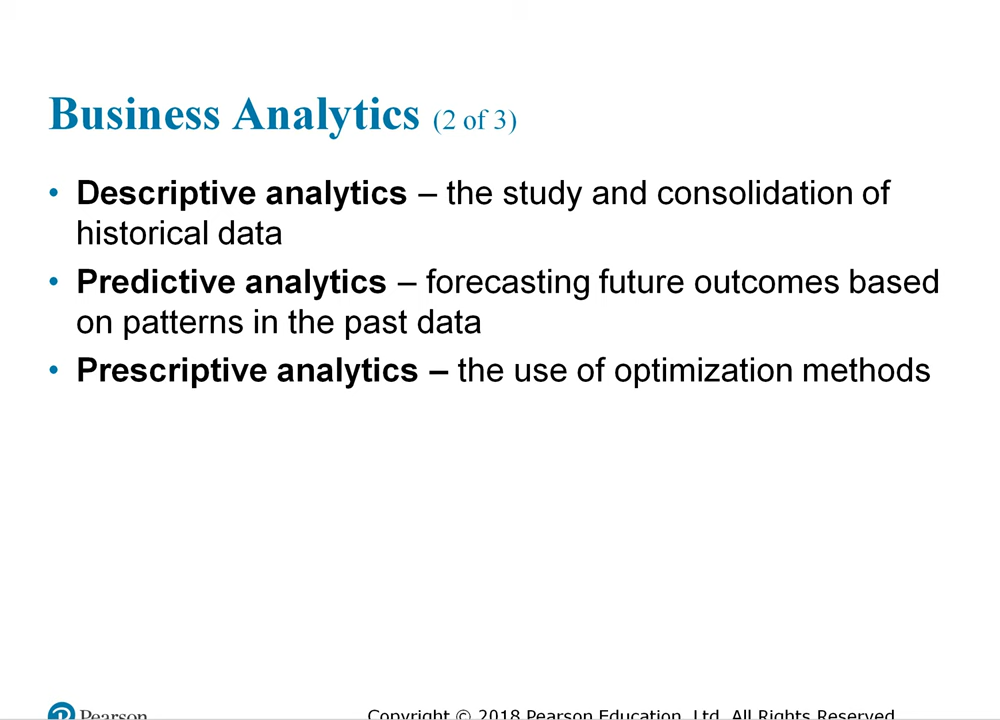 Business Analytics (2 of 3)
• Descriptive analytics – the study and consolidation of
historical data
• Predictive analytics – forecasting future outcomes based
on patterns in the past data
• Prescriptive analytics – the use of optimization methods
Pearson
Copyright © 2018 Pearson Education, Ltd. All Rights Reserved.